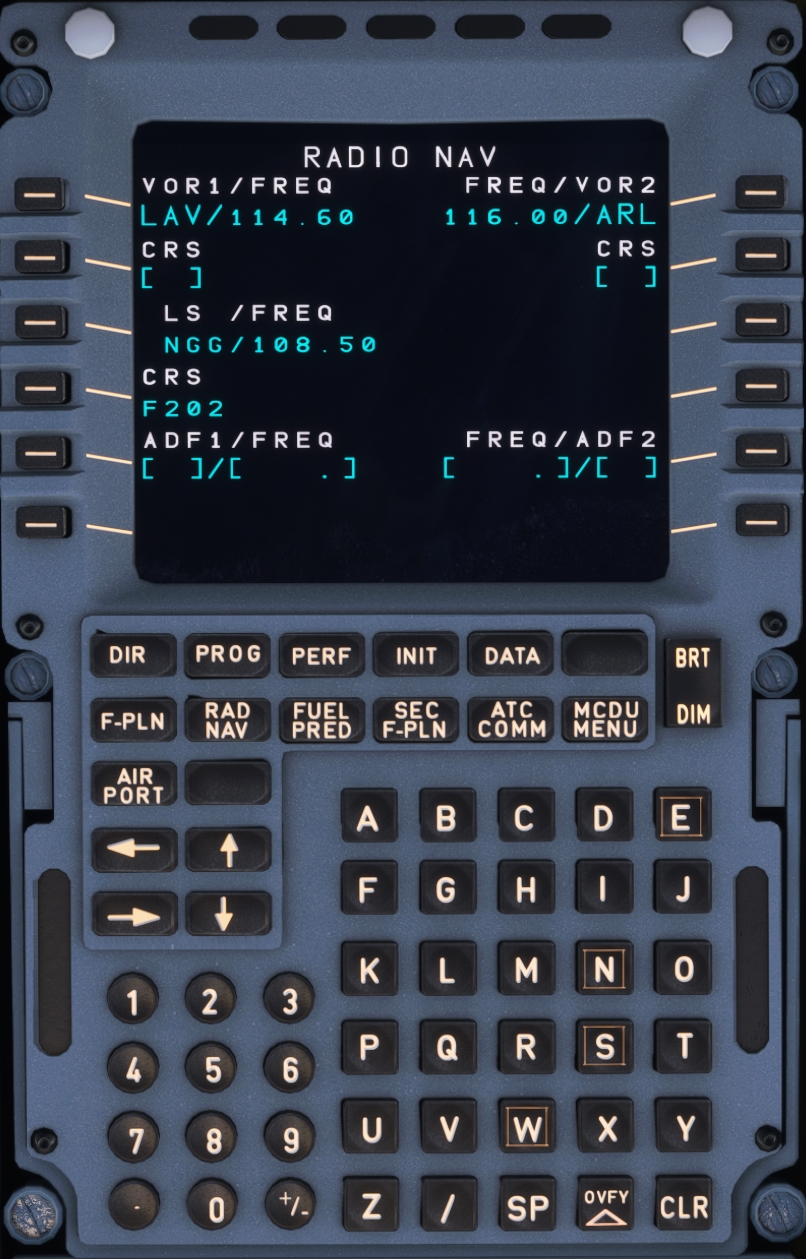 RADIO NAV
VOR1/FREQ FREQ/VOR2
LAV/114.60 116.00/ARL
CRS CRS
[ ] [ ]
LS /FREQ
NGG/108.50
CRS
F202
ADF1/FREQ FREQ/ADF2
[ ]/[ . ] [ . ]/[ ]
DIR PROG PERF INIT DATA
BRT
DIM
F-PLN RAD NAV FUEL PRED SEC F-PLN ATC COMM MCDU MENU
AIR PORT
← ↑
→ ↓
A B C D E
F G H I J
K L M N O
P Q R S T
U V W X Y
Z / SP OVFY CLR
1 2 3
4 5 6
7 8 9
. 0 +/-